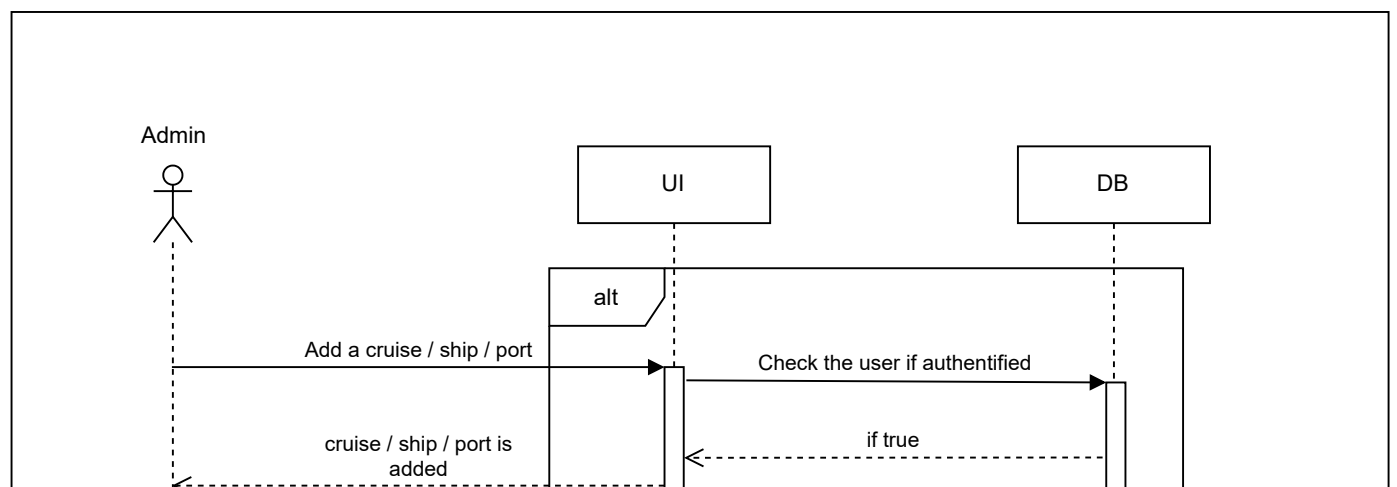 Admin
UI
DB
alt
Add a cruise / ship / port
Check the user if authentified
if true
cruise / ship / port is
added